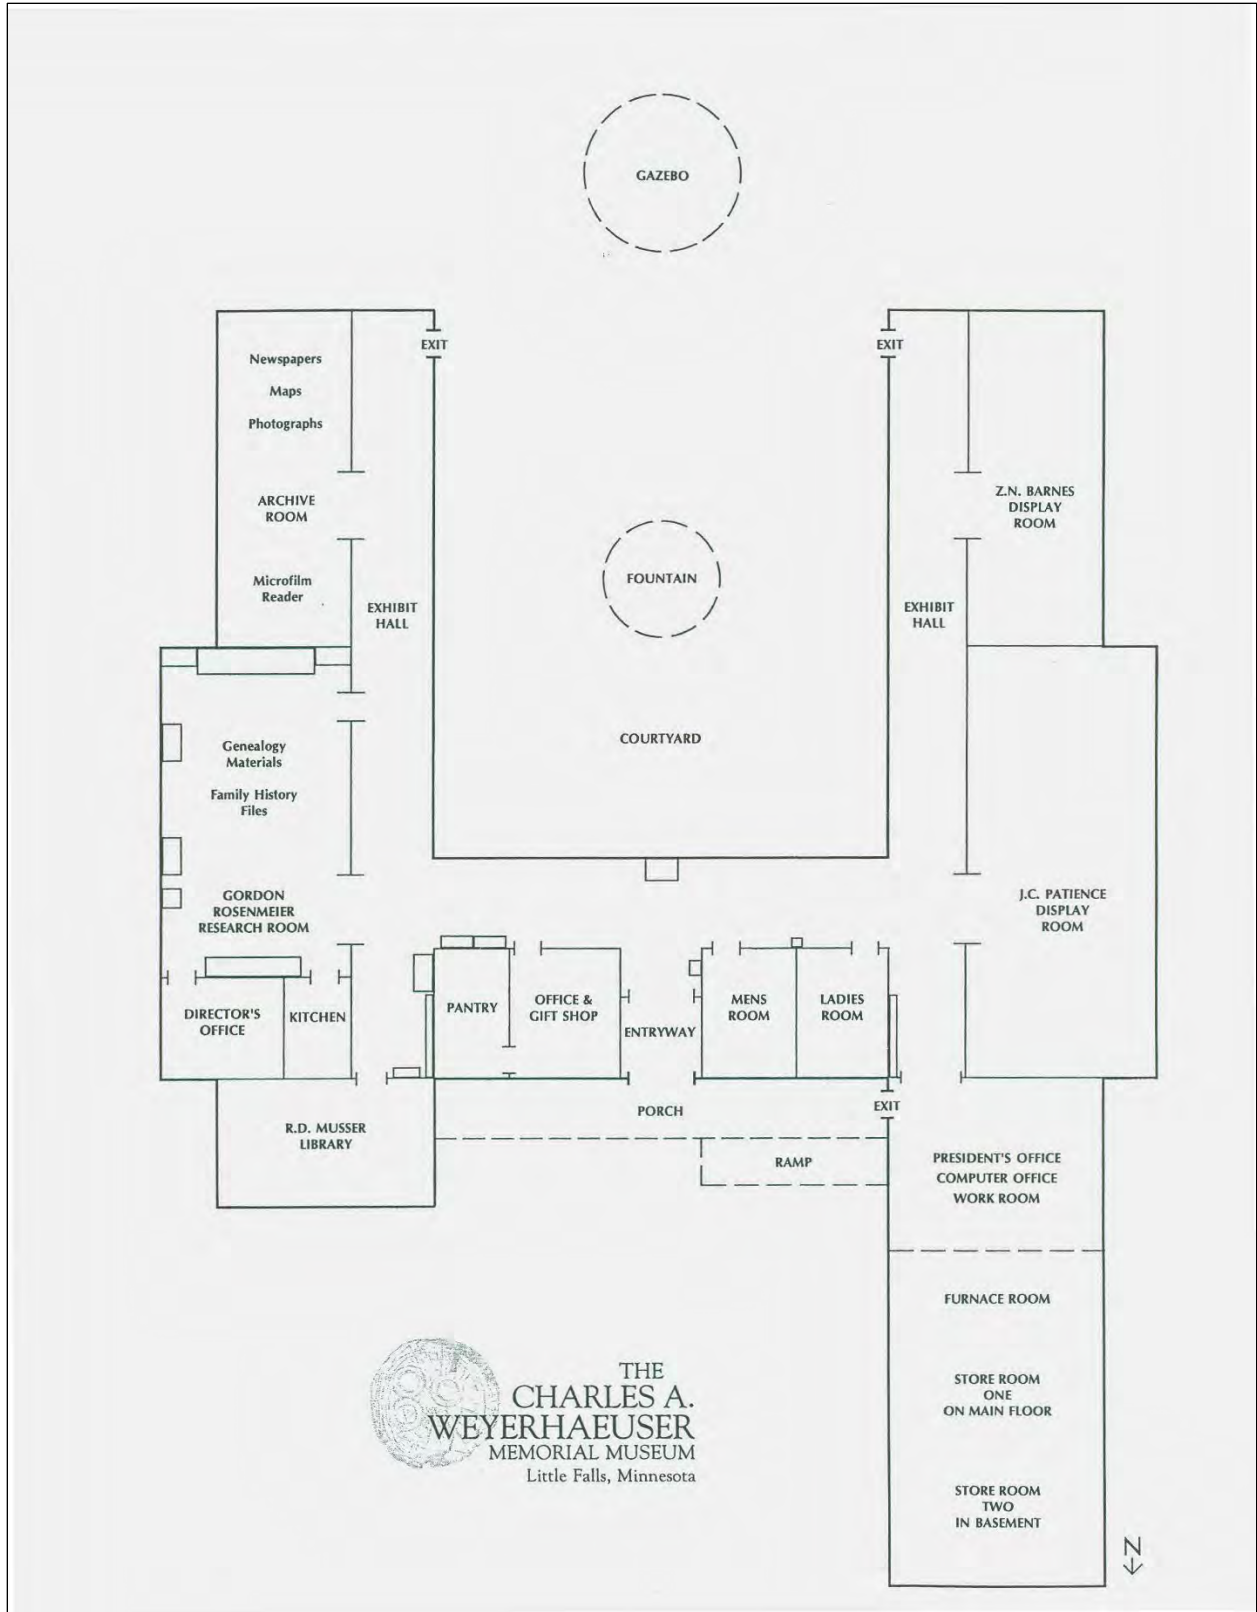 GAZEBO
EXIT
EXIT
Newspapers
Maps
Photographs
ARCHIVE
ROOM
Microfilm
Reader
EXHIBIT
HALL
FOUNTAIN
COURTYARD
EXHIBIT
HALL
Z.N. BARNES
DISPLAY
ROOM
Genealogy
Materials
Family History
Files
GORDON
ROSENMEIER
RESEARCH ROOM
J.C. PATIENCE
DISPLAY
ROOM
DIRECTOR'S
OFFICE
KITCHEN
PANTRY
OFFICE &
GIFT SHOP
ENTRYWAY
MENS
ROOM
LADIES
ROOM
R.D. MUSSER
LIBRARY
PORCH
EXIT
RAMP
PRESIDENT'S OFFICE
COMPUTER OFFICE
WORK ROOM
FURNACE ROOM
STORE ROOM
ONE
ON MAIN FLOOR
STORE ROOM
TWO
IN BASEMENT
THE
CHARLES A.
WEYERHAEUSER
MEMORIAL MUSEUM
Little Falls, Minnesota
N